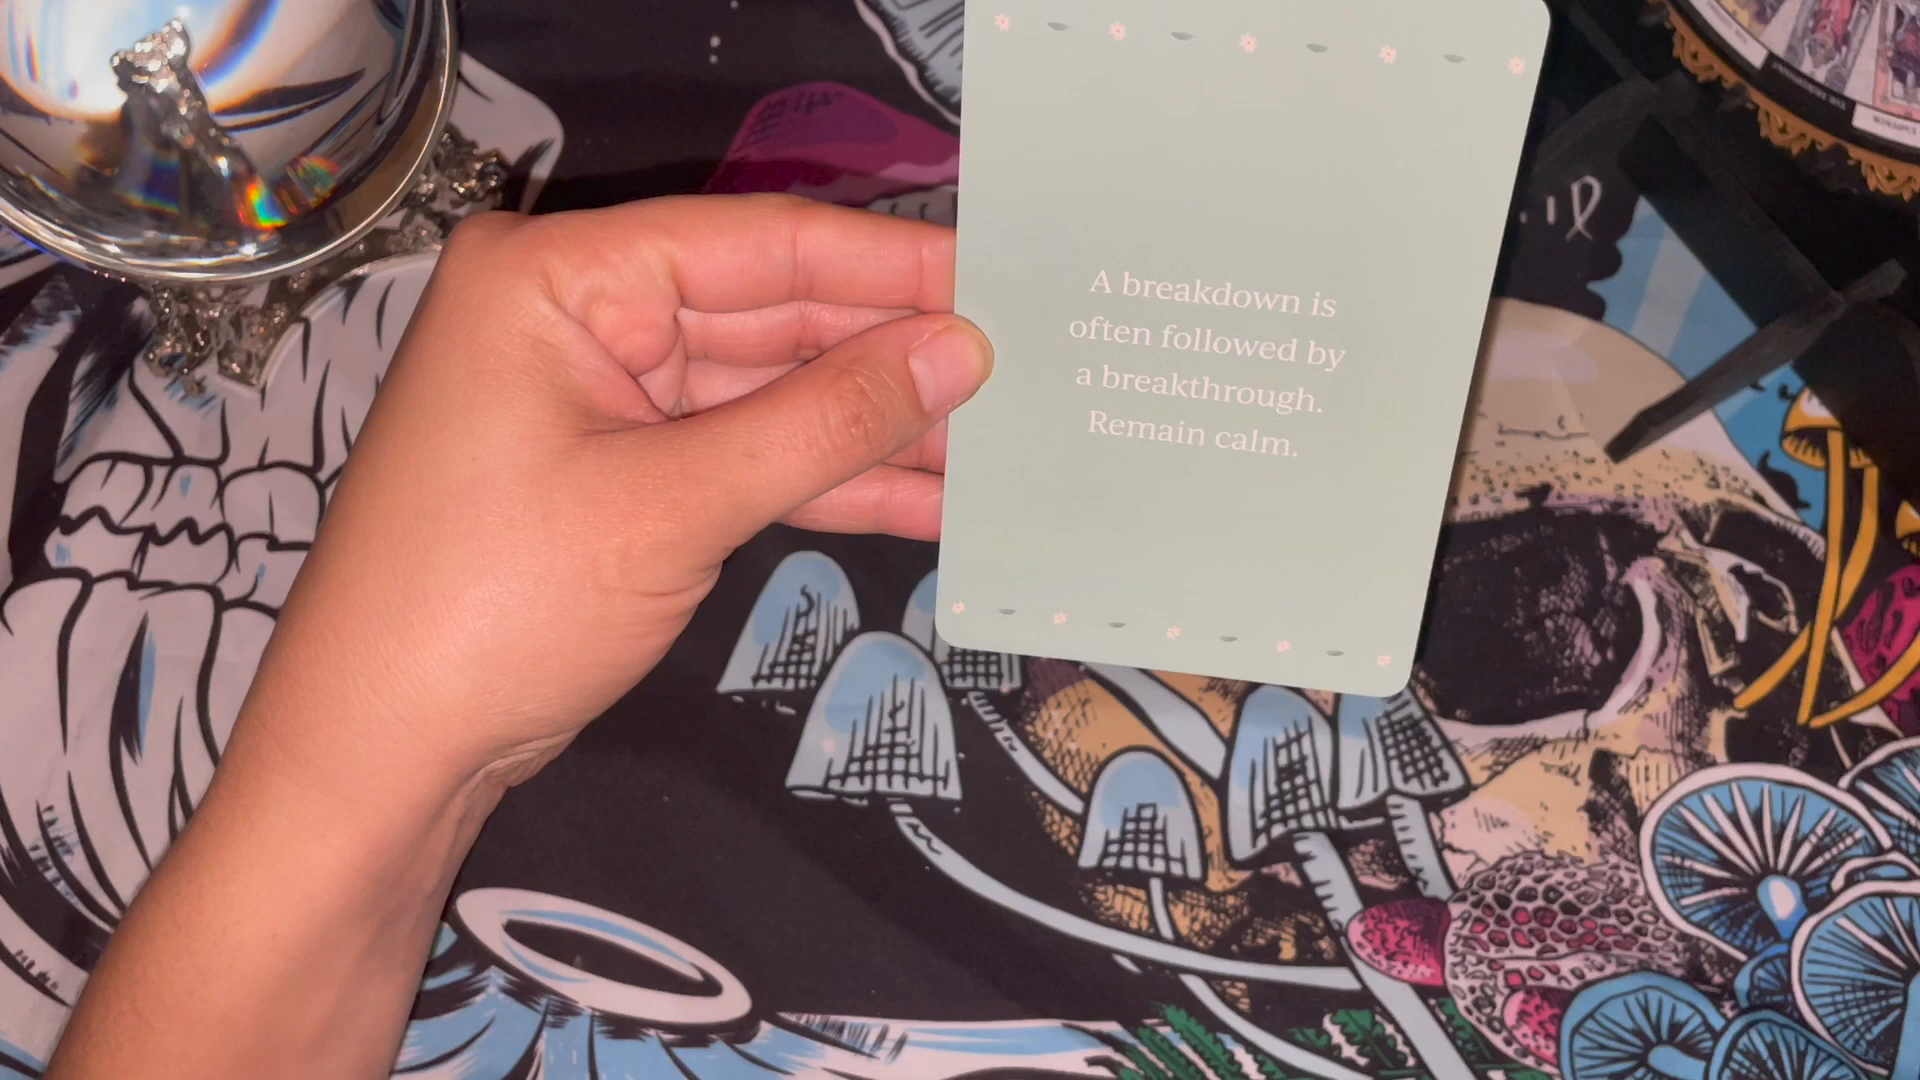 A breakdown is
often followed by
a breakthrough.
Remain calm.